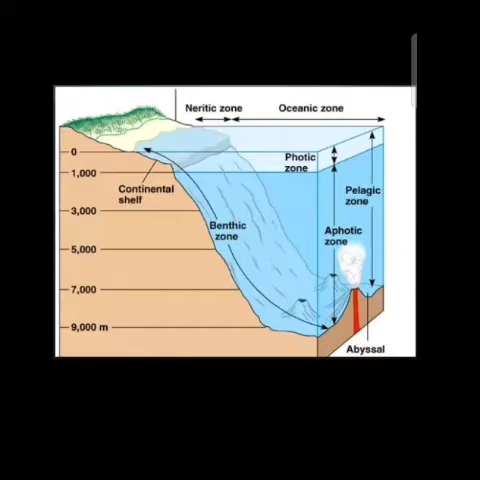 Neritic zone
Oceanic zone
0
Photic
zone
1,000
Continental
shelf
Pelagic
zone
3,000
Benthic
zone
Aphotic
zone
5,000
7,000
9,000 m
Abyssal